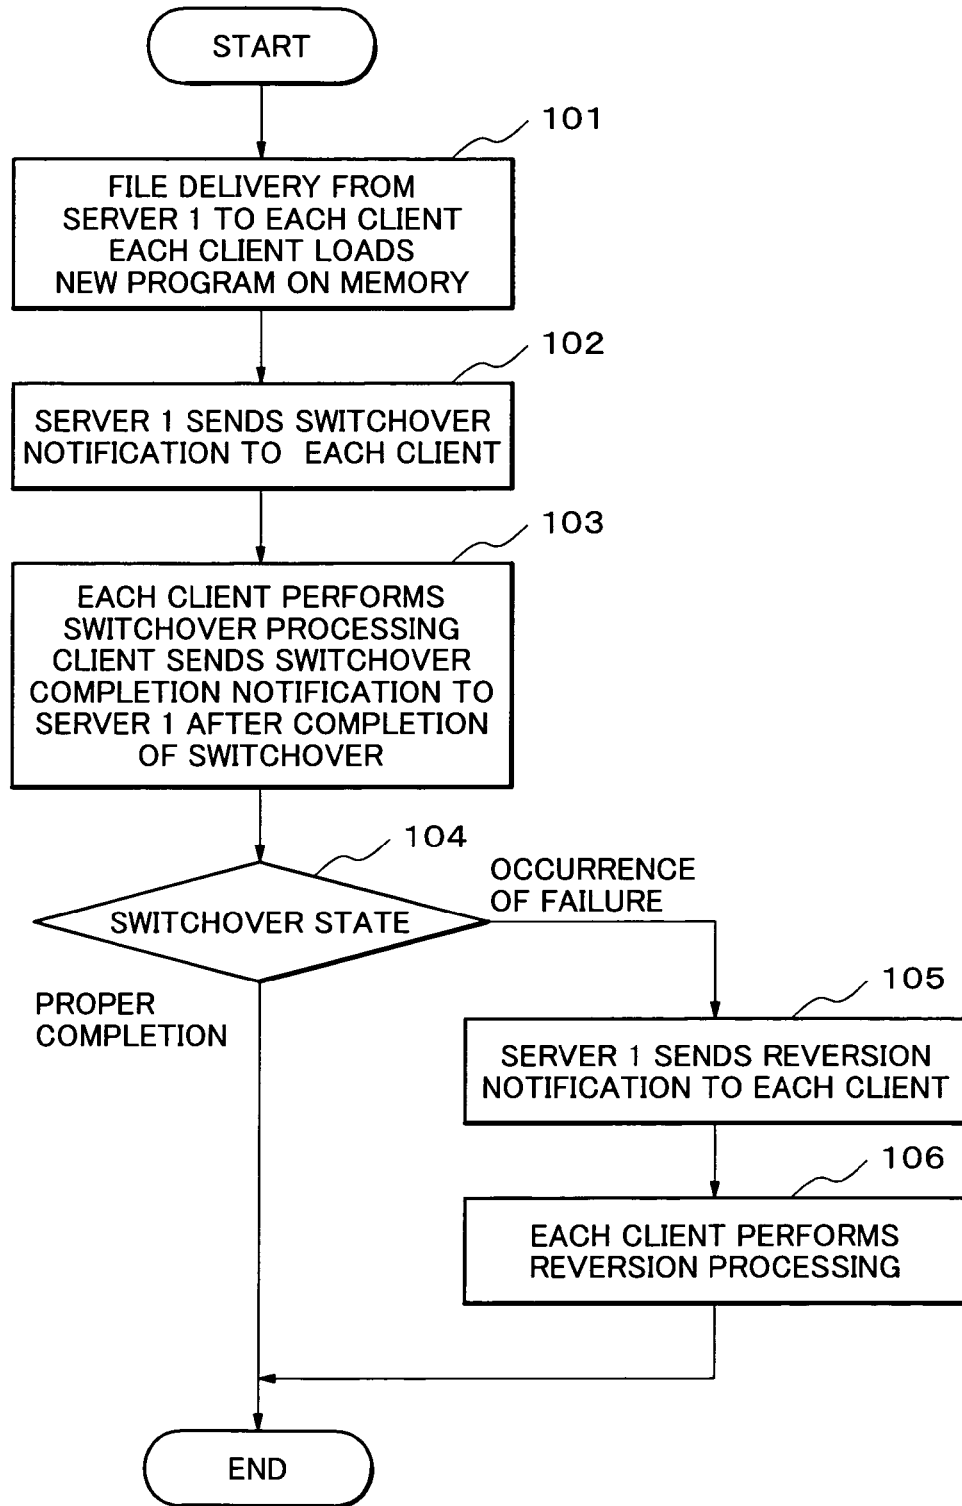 START
101
FILE DELIVERY FROM
SERVER 1 TO EACH CLIENT
EACH CLIENT LOADS
NEW PROGRAM ON MEMORY
102
SERVER 1 SENDS SWITCHOVER
NOTIFICATION TO EACH CLIENT
103
EACH CLIENT PERFORMS
SWITCHOVER PROCESSING
CLIENT SENDS SWITCHOVER
COMPLETION NOTIFICATION TO
SERVER 1 AFTER COMPLETION
OF SWITCHOVER
104
SWITCHOVER STATE
OCCURRENCE
OF FAILURE
PROPER
COMPLETION
105
SERVER 1 SENDS REVERSION
NOTIFICATION TO EACH CLIENT
106
EACH CLIENT PERFORMS
REVERSION PROCESSING
END